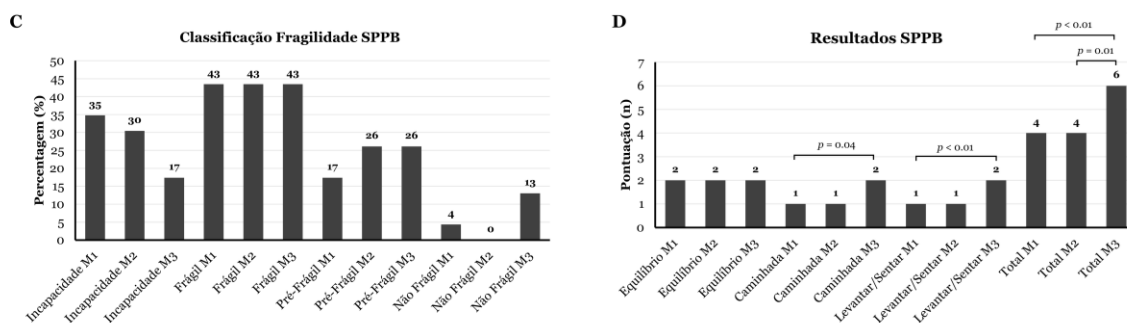 C
Classificação Fragilidade SPPB
Percentagem (%)
50
45
40
35
30
25
20
15
10
5
0
35
30
17
43
43
43
17
26
26
4
0
13
Incapacidade M1
Incapacidade M2
Incapacidade M3
Frágil M1
Frágil M2
Frágil M3
Pré-Frágil M1
Pré-Frágil M2
Pré-Frágil M3
Não Frágil M1
Não Frágil M2
Não Frágil M3
D
Resultados SPPB
Pontuação (n)
7
6
5
4
3
2
1
0
p < 0.01
p = 0.01
p = 0.04
p < 0.01
2
2
2
1
1
2
1
1
2
4
4
6
Equilíbrio M1
Equilíbrio M2
Equilíbrio M3
Caminhada M1
Caminhada M2
Caminhada M3
Levantar/Sentar M1
Levantar/Sentar M2
Levantar/Sentar M3
Total M1
Total M2
Total M3